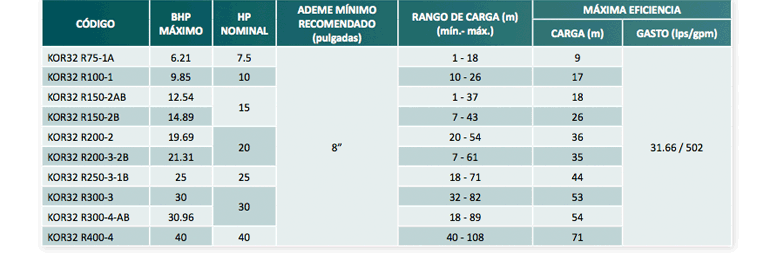 CÓDIGO BHP MÁXIMO HP NOMINAL ADEME MÍNIMO RECOMENDADO (pulgadas) RANGO DE CARGA (m) (mín.- máx.) MÁXIMA EFICIENCIA
CARGA (m) GASTO (lps/gpm)
KOR32 R75-1A 6.21 7.5 1 - 18 9
KOR32 R100-1 9.85 10 10 - 26 17
KOR32 R150-2AB 12.54 15 1 - 37 18
KOR32 R150-2B 14.89 7 - 43 26
KOR32 R200-2 19.69 20 20 - 54 36
KOR32 R200-3-2B 21.31 8” 7 - 61 35 31.66 / 502
KOR32 R250-3-1B 25 25 18 - 71 44
KOR32 R300-3 30 30 32 - 82 53
KOR32 R300-4-AB 30.96 18 - 89 54
KOR32 R400-4 40 40 40 - 108 71